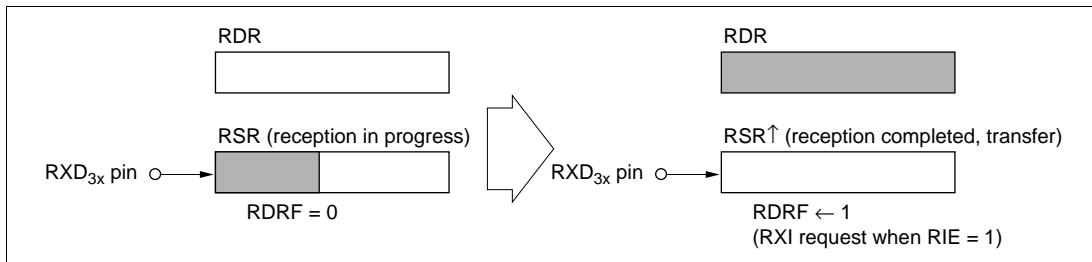 RDR
RSR (reception in progress)
RXD3x pin
RDRF = 0
RDR
RSR↑ (reception completed, transfer)
RXD3x pin
RDRF ← 1
(RXI request when RIE = 1)